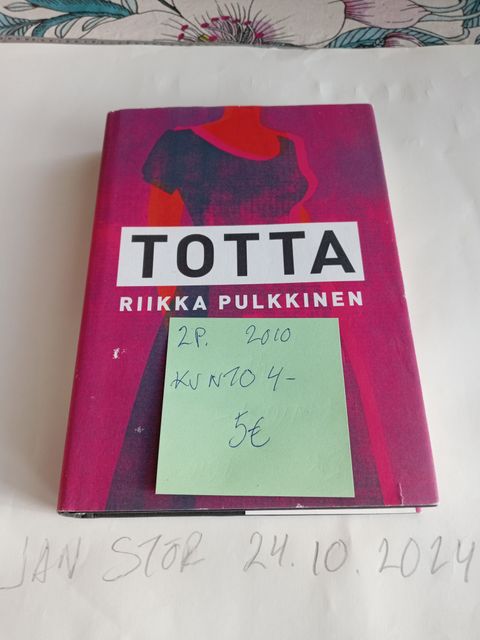 TOTTA
RIIKKA PULKKINEN
2P. 2010
KUNTO 4-
5€
JAN STOR 24.10.2024